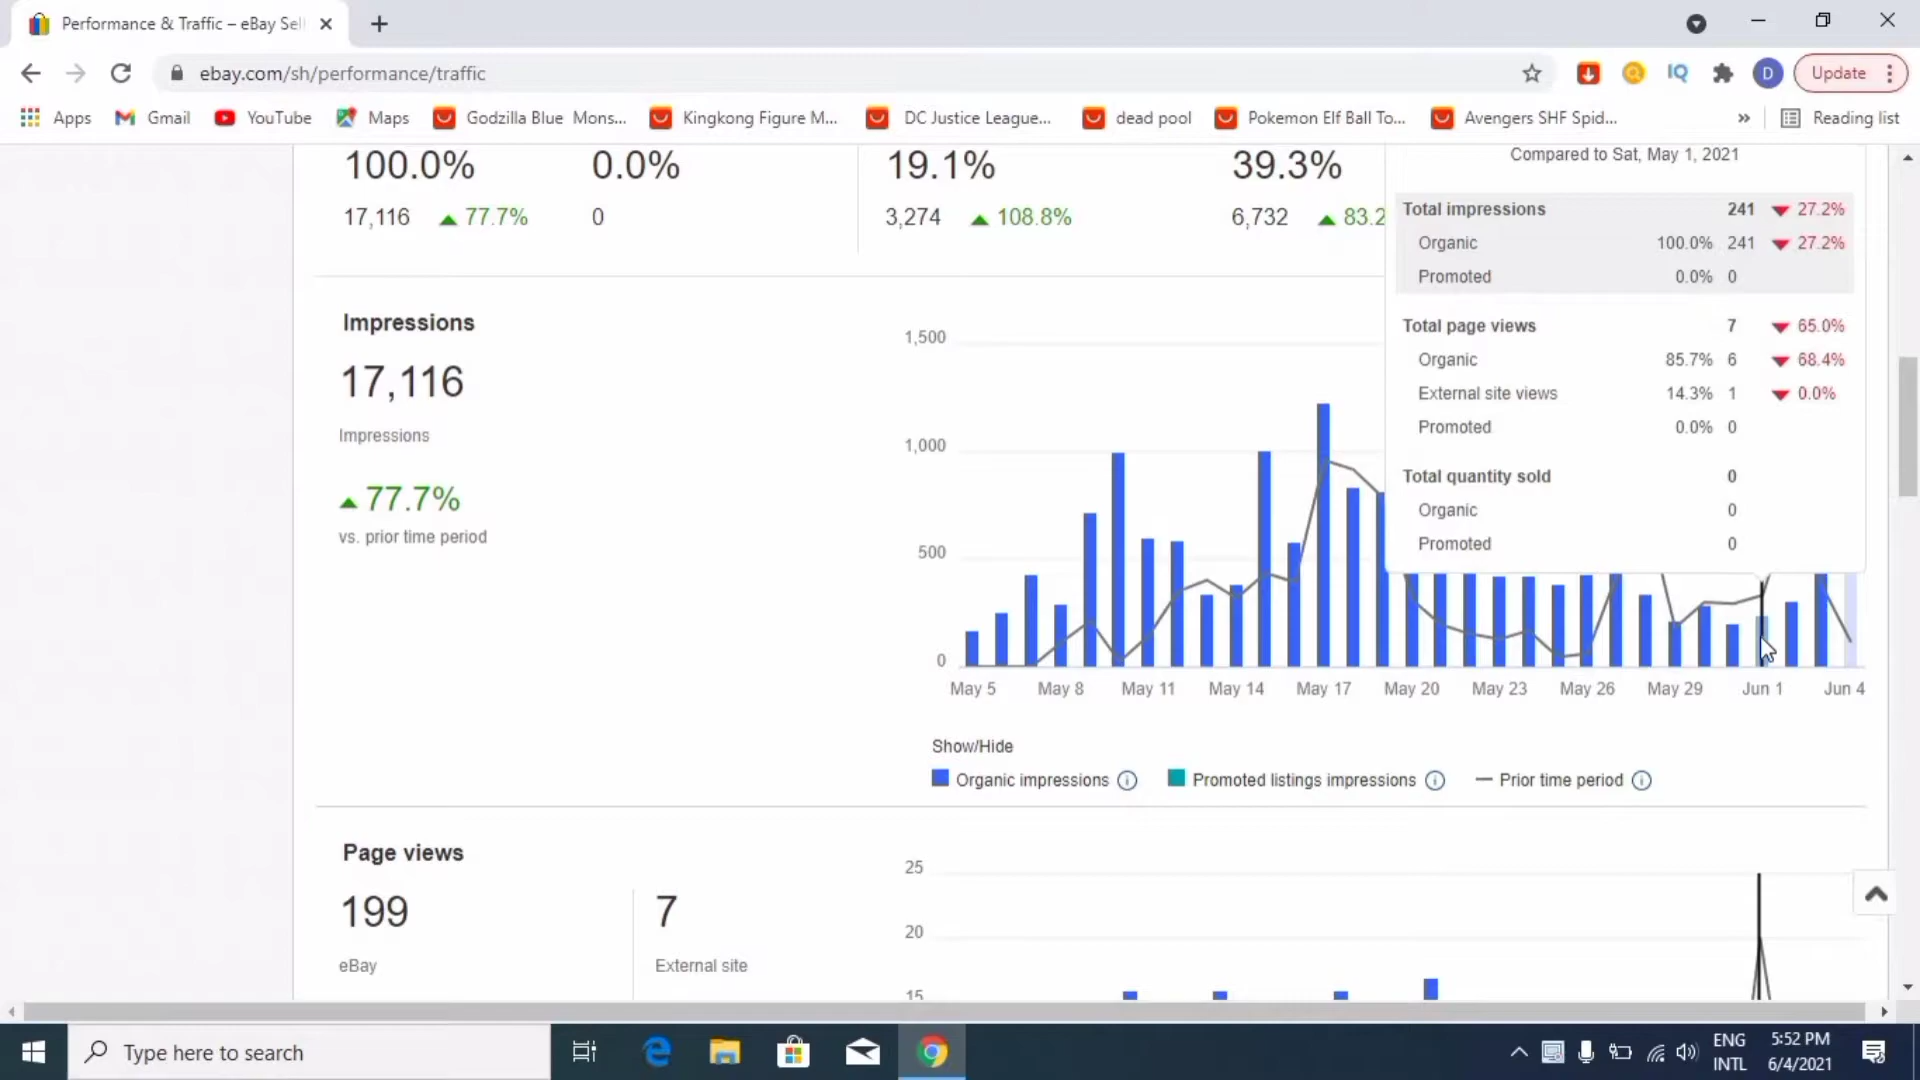 Performance & Traffic – eBay Sel
ebay.com/sh/performance/traffic
IQ
D
Update
Apps
Gmail
YouTube
Maps
Godzilla Blue Mons...
Kingkong Figure M...
DC Justice League...
dead pool
Pokemon Elf Ball To...
Avengers SHF Spid...
»
Reading list
100.0% 0.0% 19.1% 39.3%
17,116 77.7% 0 3,274 108.8% 6,732 83.2
Compared to Sat, May 1, 2021
Total impressions 241 27.2%
Organic 100.0% 241 27.2%
Promoted 0.0% 0
Total page views 7 65.0%
Organic 85.7% 6 68.4%
External site views 14.3% 1 0.0%
Promoted 0.0% 0
Total quantity sold 0
Organic 0
Promoted 0
Impressions
17,116
Impressions
77.7%
vs. prior time period
1,500
1,000
500
0
May 5 May 8 May 11 May 14 May 17 May 20 May 23 May 26 May 29 Jun 1 Jun 4
Show/Hide
Organic impressions Promoted listings impressions Prior time period
Page views
199
eBay
7
External site
25
20
15
Type here to search
ENG
INTL
5:52 PM
6/4/2021